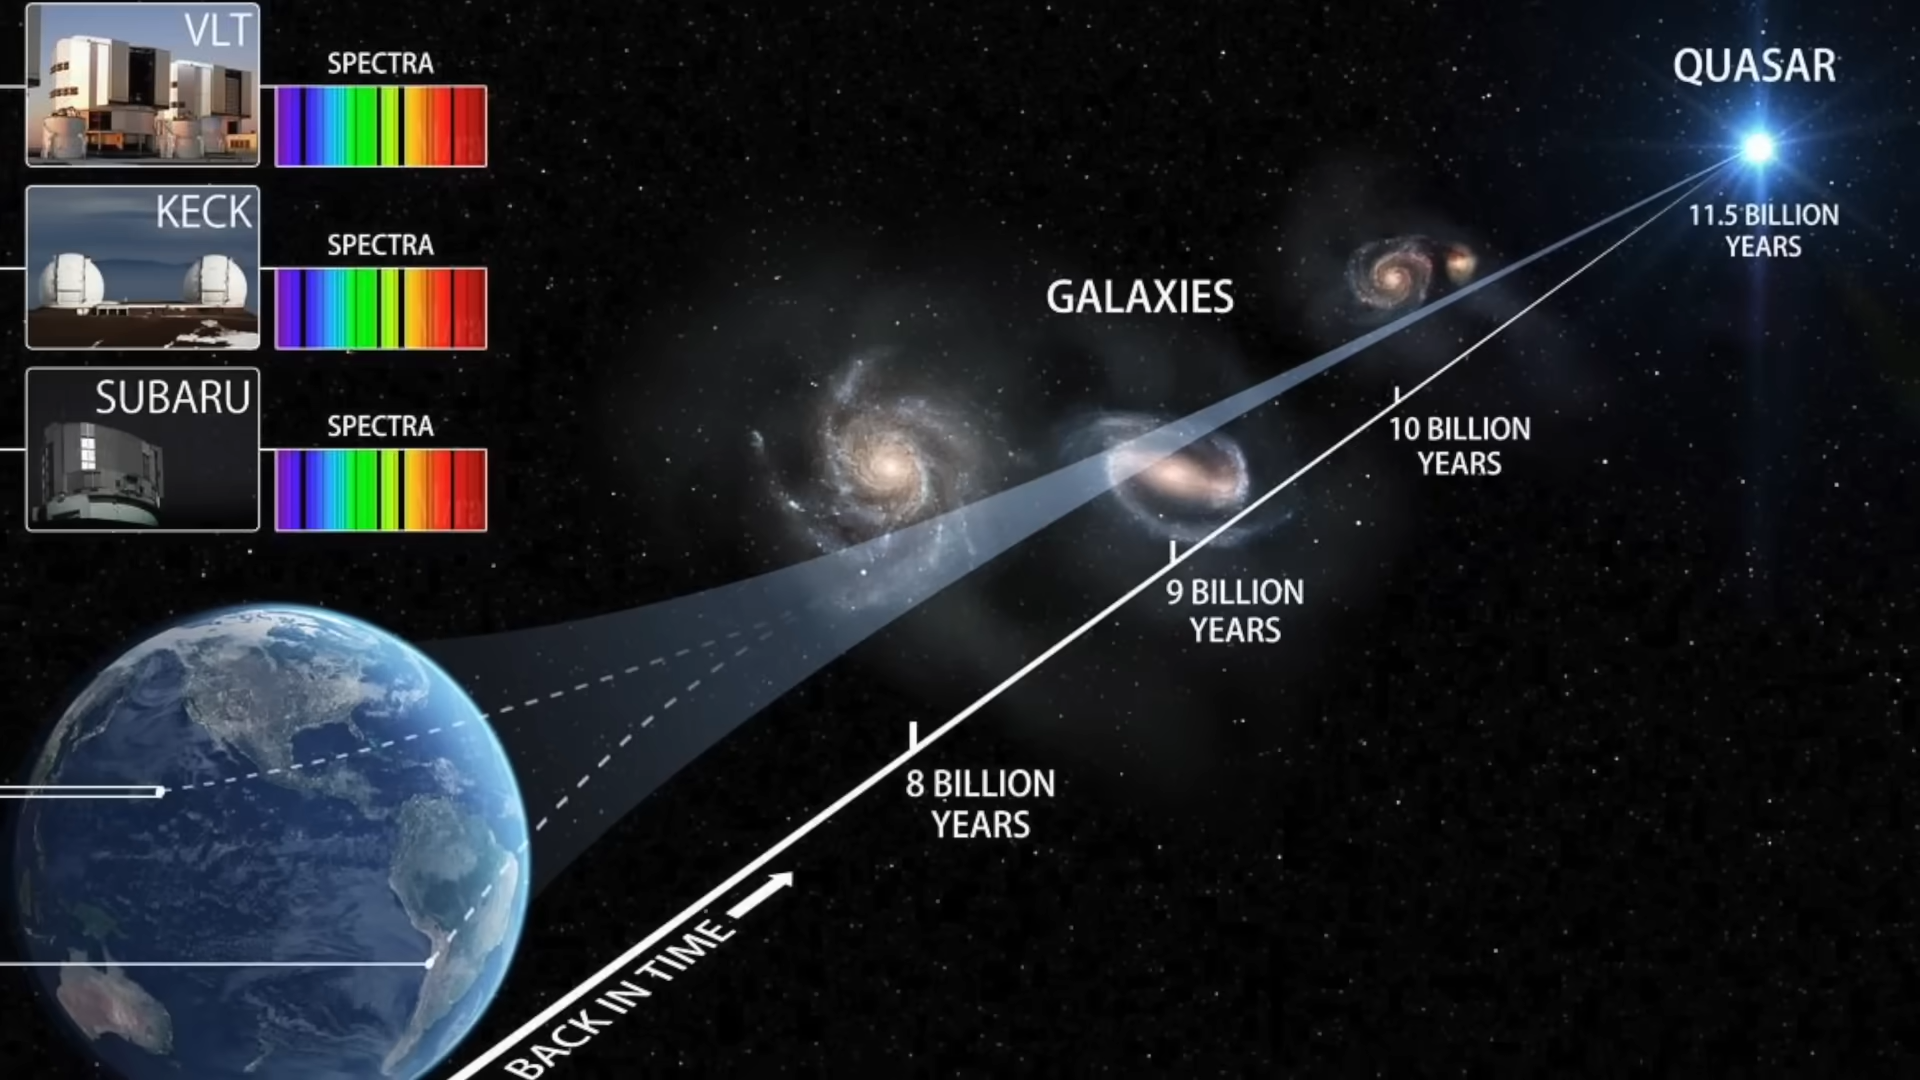 VLT
SPECTRA
KECK
SPECTRA
SUBARU
SPECTRA
QUASAR
11.5 BILLION
YEARS
GALAXIES
10 BILLION
YEARS
9 BILLION
YEARS
8 BILLION
YEARS
BACK IN TIME